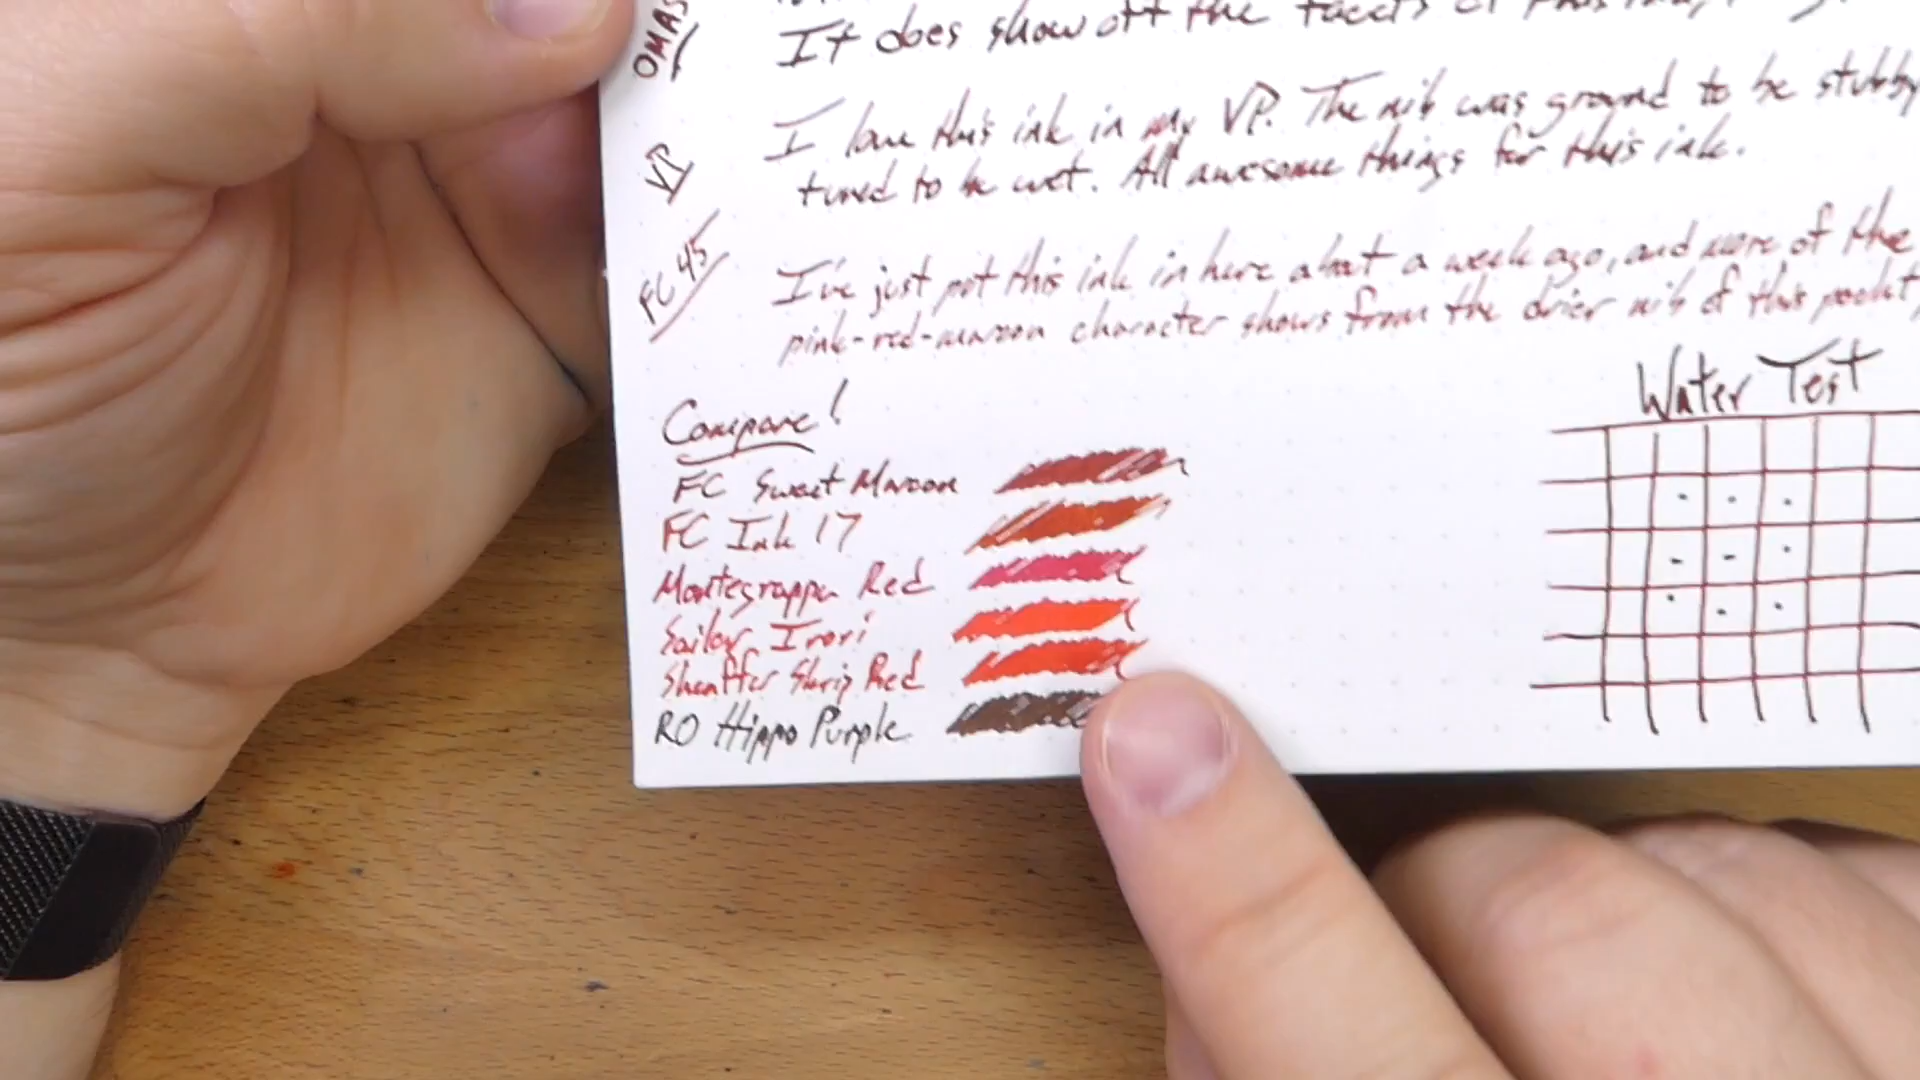 OMAS
It does show off the facets of this ink,
VP
I love this ink in my VP. The nib was ground to be stubby
tuned to be wet. All awesome things for this ink.
FC 45
I've just put this ink in here about a week ago, and more of the
pink-red-maroon character shows from the drier nib of this pocket
Compare!
FC Sweet Maroon
FC Ink 17
Montegrappa Red
Sailor Irori
Sheaffer Skrip Red
RO Hippo Purple
Water Test